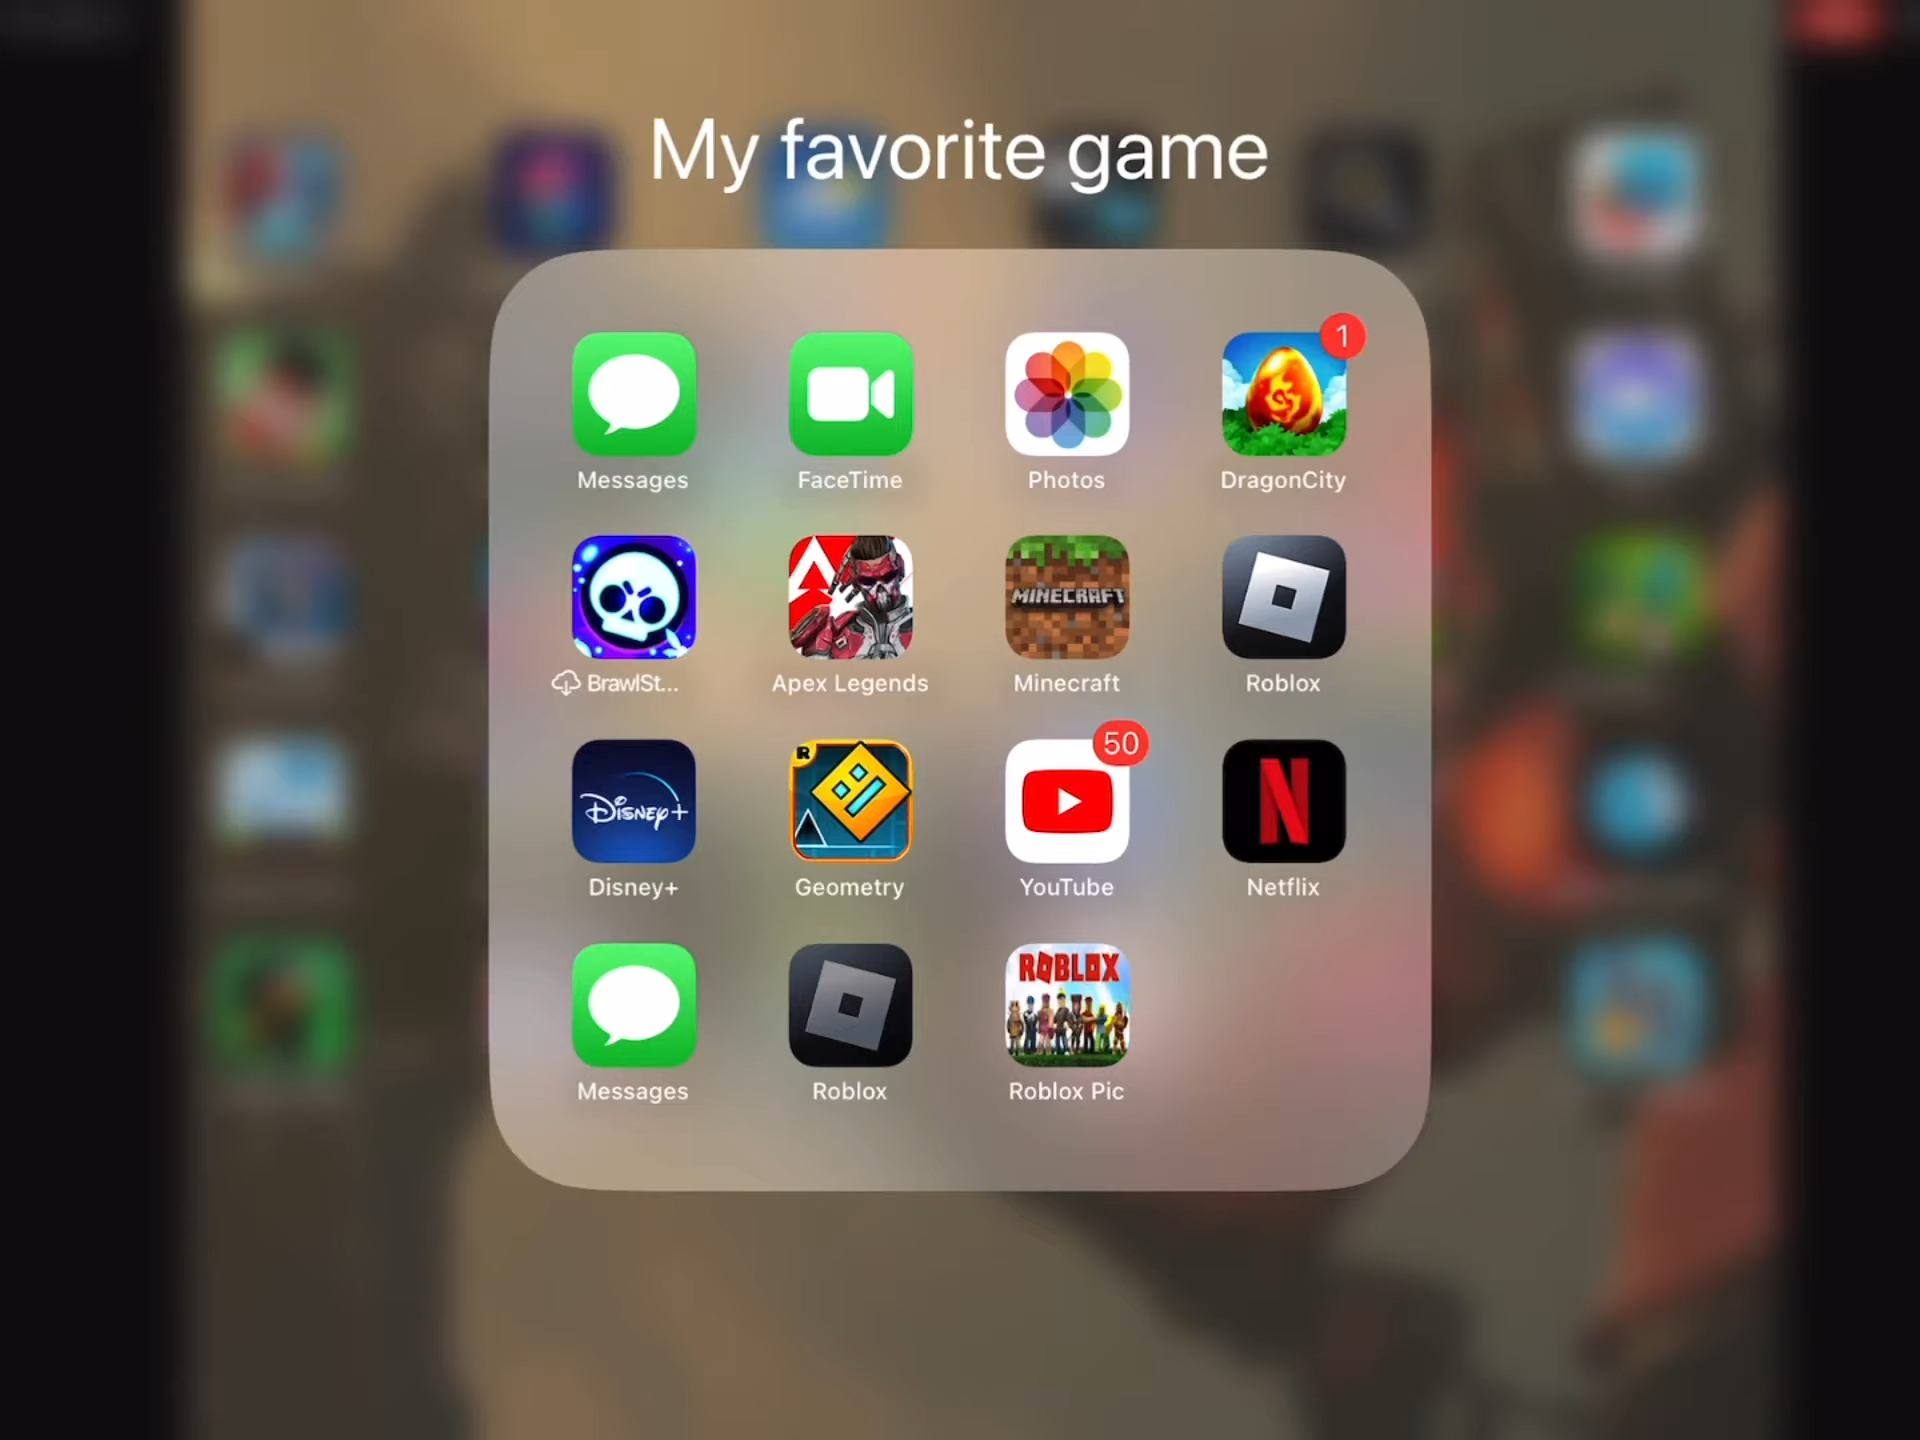 My favorite game
1
Messages FaceTime Photos DragonCity
MINECRAFT
BrawlSt... Apex Legends Minecraft Roblox
Disney+ R 50 N
Disney+ Geometry YouTube Netflix
ROBLOX
Messages Roblox Roblox Pic